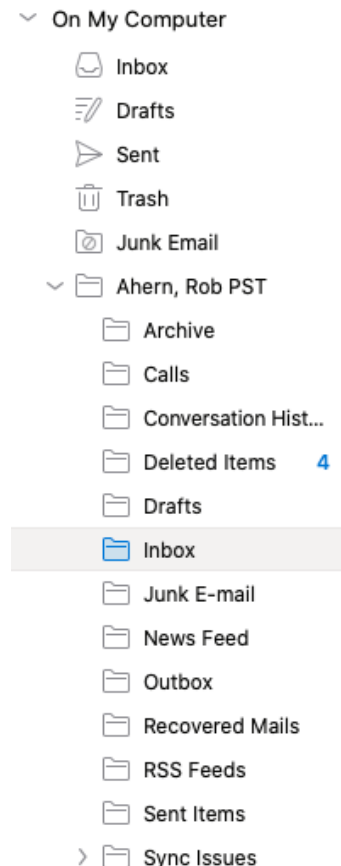 On My Computer
Inbox
Drafts
Sent
Trash
Junk Email
Ahern, Rob PST
Archive
Calls
Conversation Hist...
Deleted Items 4
Drafts
Inbox
Junk E-mail
News Feed
Outbox
Recovered Mails
RSS Feeds
Sent Items
Sync Issues